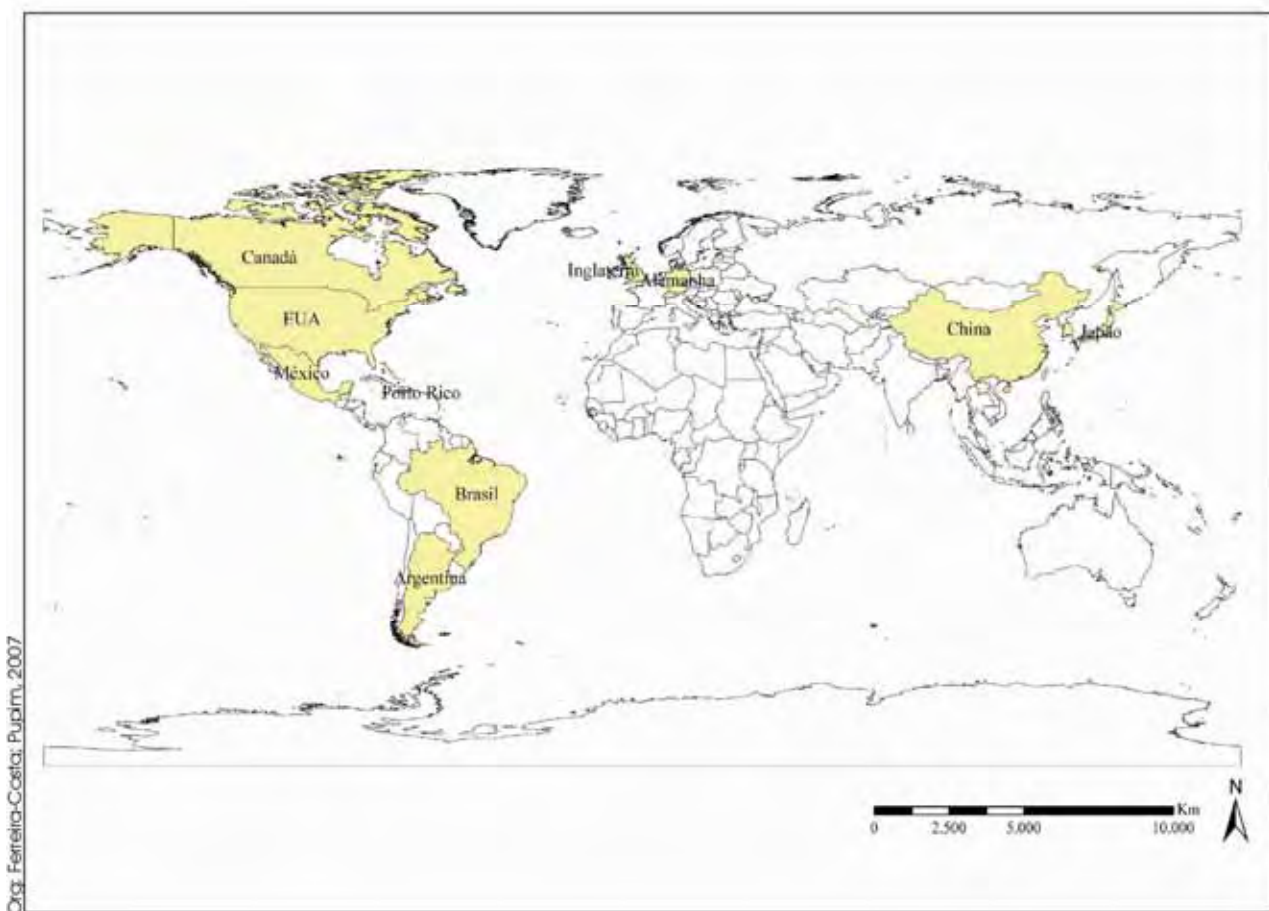 Canadá
EUA
México
Porto Rico
Brasil
Argentina
Inglaterra
Alemanha
China
Japão
N
Km
0 2.500 5.000 10.000
Org: Ferreira-Costa; Pupim, 2007